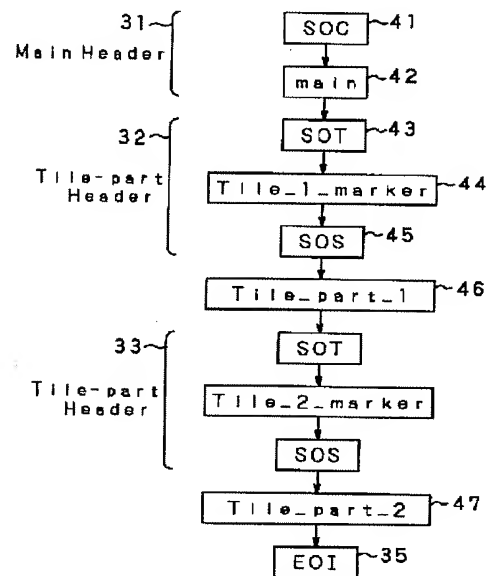 31
Main Header
SOC
41
main
42
32
Tile-part
Header
SOT
43
Tile_1_marker
44
SOS
45
Tile_part_1
46
33
Tile-part
Header
SOT
Tile_2_marker
SOS
Tile_part_2
47
EOI
35